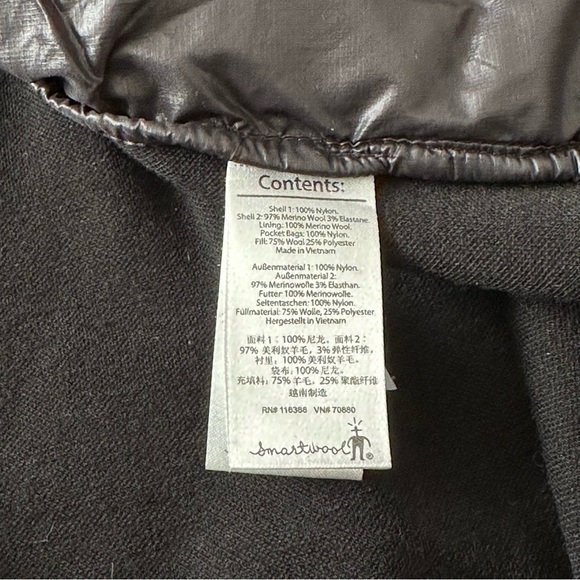 Contents:
Shell 1: 100% Nylon.
Shell 2: 97% Merino Wool 3% Elastane.
Lining: 100% Merino Wool.
Pocket Bags: 100% Nylon.
Fill: 75% Wool 25% Polyester
Made in Vietnam
Außenmaterial 1: 100% Nylon.
Außenmaterial 2:
97% Merinowolle 3% Elasthan.
Futter: 100% Merinowolle.
Seitentaschen: 100% Nylon.
Füllmaterial: 75% Wolle, 25% Polyester
Hergestellt in Vietnam
面料 1：100% 尼龙。面料 2：
97% 美利奴羊毛，3% 弹性纤维。
衬里：100% 美利奴羊毛。
袋布：100% 尼龙。
充填料：75% 羊毛，25% 聚酯纤维
越南制造
RN# 116388 VN# 70880
Smartwool ®